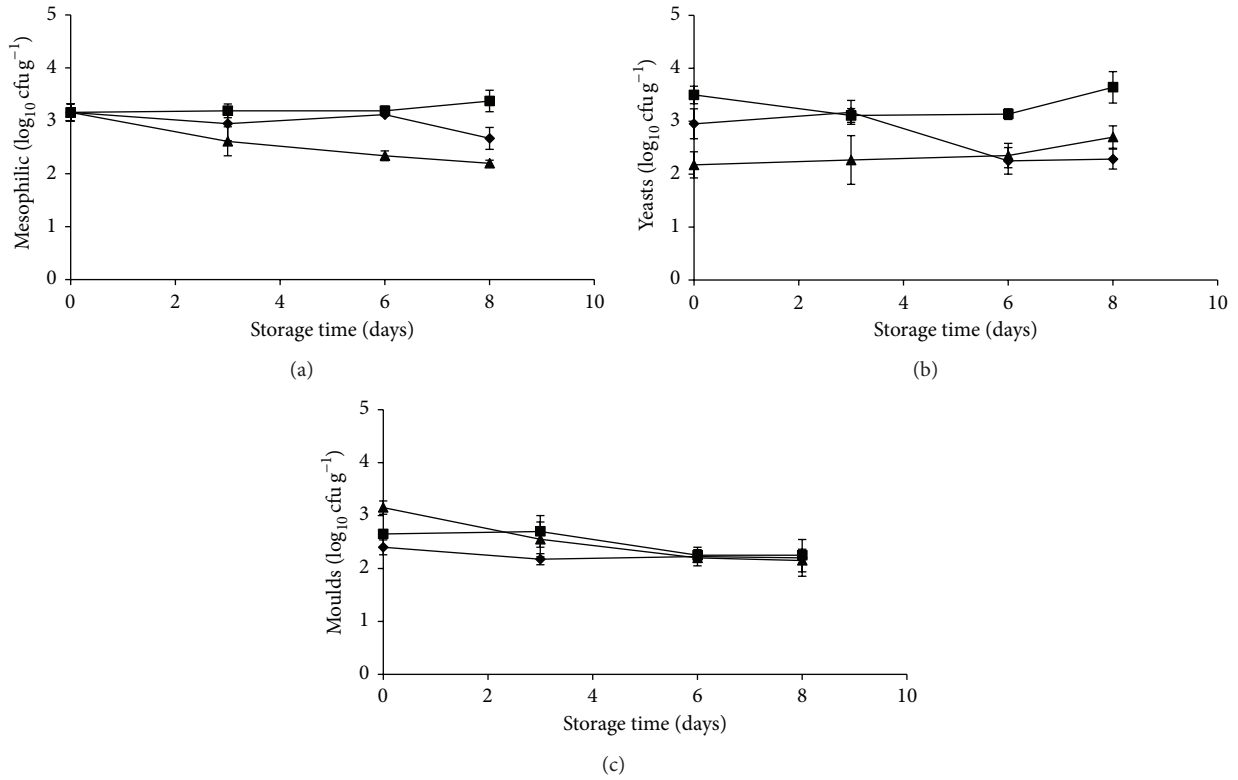 5
4
3
2
1
0
Mesophilic (log₁₀ cfu g⁻¹)
0 2 4 6 8 10
Storage time (days)
(a)
5
4
3
2
1
0
Yeasts (log₁₀ cfu g⁻¹)
0 2 4 6 8 10
Storage time (days)
(b)
5
4
3
2
1
0
Moulds (log₁₀ cfu g⁻¹)
0 2 4 6 8 10
Storage time (days)
(c)